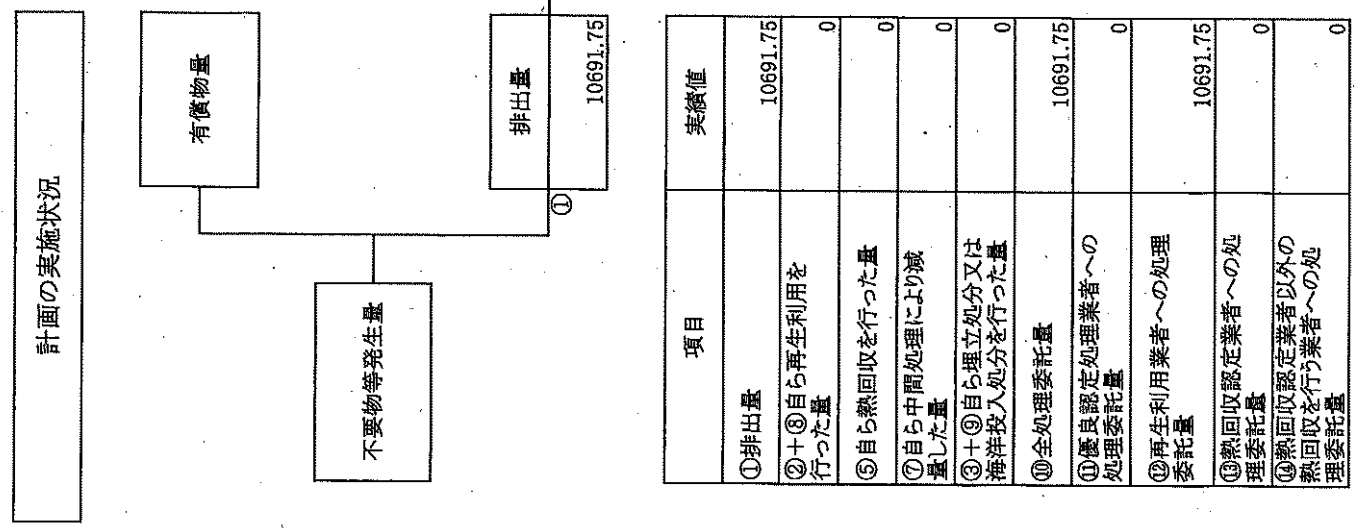 計画の実施状況
有償物量
不要物等発生量
排出量
①
10691.75
項目
実績値
①排出量
10691.75
②+⑧自ら再生利用を
行った量
0
⑤自ら熱回収を行った量
0
⑦自ら中間処理により減
量した量
0
③+⑨自ら埋立処分又は
海洋投入処分を行った量
0
⑩全処理委託量
10691.75
⑪優良認定処理業者への
処理委託量
0
⑫再生利用業者への処理
委託量
10691.75
⑬熱回収認定業者への処
理委託量
0
⑭熱回収認定業者以外の
熱回収を行う業者への処
理委託量
0